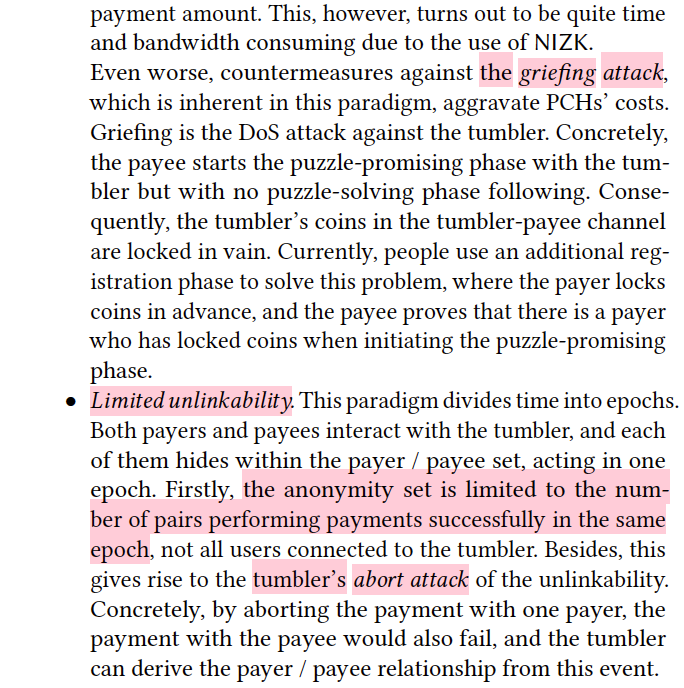 payment amount. This, however, turns out to be quite time
and bandwidth consuming due to the use of NIZK.
Even worse, countermeasures against the griefing attack,
which is inherent in this paradigm, aggravate PCHs’ costs.
Griefing is the DoS attack against the tumbler. Concretely,
the payee starts the puzzle-promising phase with the tum-
bler but with no puzzle-solving phase following. Conse-
quently, the tumbler’s coins in the tumbler-payee channel
are locked in vain. Currently, people use an additional reg-
istration phase to solve this problem, where the payer locks
coins in advance, and the payee proves that there is a payer
who has locked coins when initiating the puzzle-promising
phase.
• Limited unlinkability. This paradigm divides time into epochs.
Both payers and payees interact with the tumbler, and each
of them hides within the payer / payee set, acting in one
epoch. Firstly, the anonymity set is limited to the num-
ber of pairs performing payments successfully in the same
epoch, not all users connected to the tumbler. Besides, this
gives rise to the tumbler’s abort attack of the unlinkability.
Concretely, by aborting the payment with one payer, the
payment with the payee would also fail, and the tumbler
can derive the payer / payee relationship from this event.